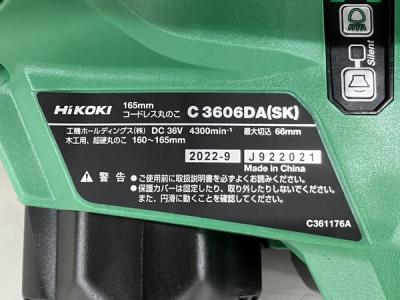 Silent
HiKOKI
165mm
コードレス丸のこ
C 3606DA(SK)
工機ホールディングス(株) DC 36V 4300min⁻¹ 最大切込 66mm
木工用、超硬丸のこ 160～165mm
2022-9 J922021
Made in China
警告
●ご使用前に取扱説明書を必ずよくお読みください。
●保護カバーは固定したり、取り外したりしないでください。
また、円滑に動くことを確認してください。
C361176A